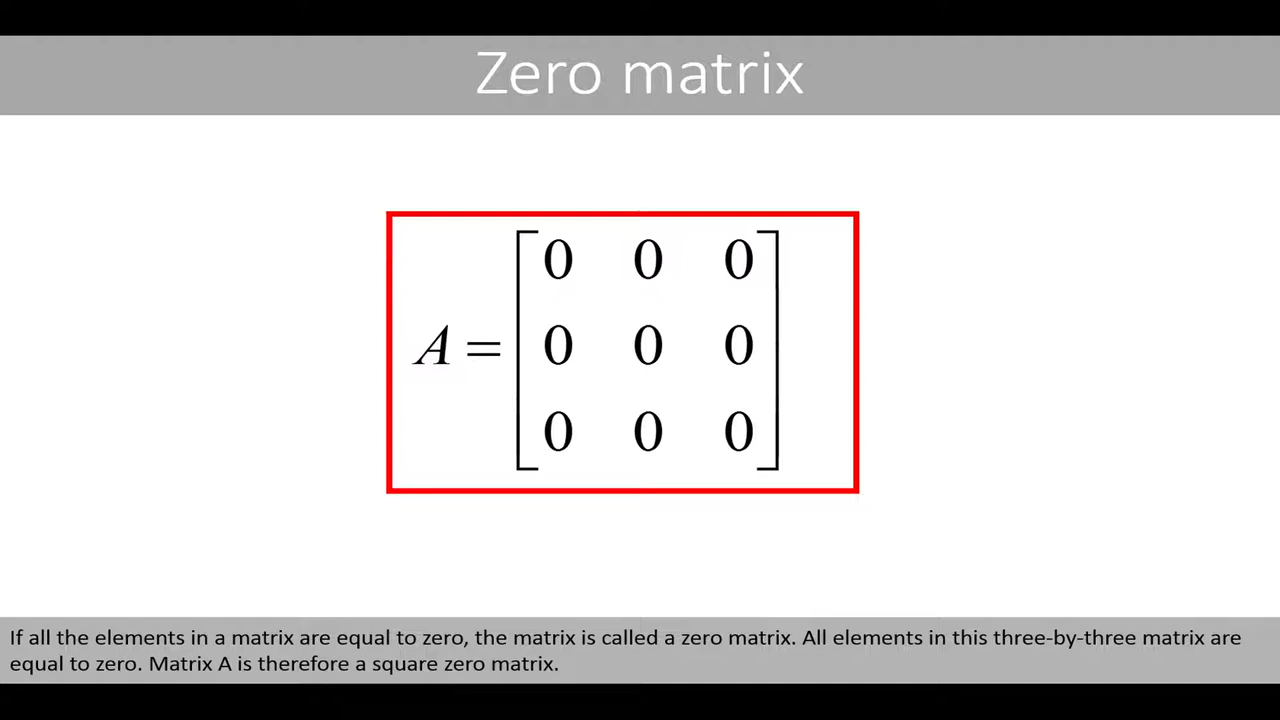 Zero matrix
0 0 0
A = 0 0 0
0 0 0
If all the elements in a matrix are equal to zero, the matrix is called a zero matrix. All elements in this three-by-three matrix are
equal to zero. Matrix A is therefore a square zero matrix.